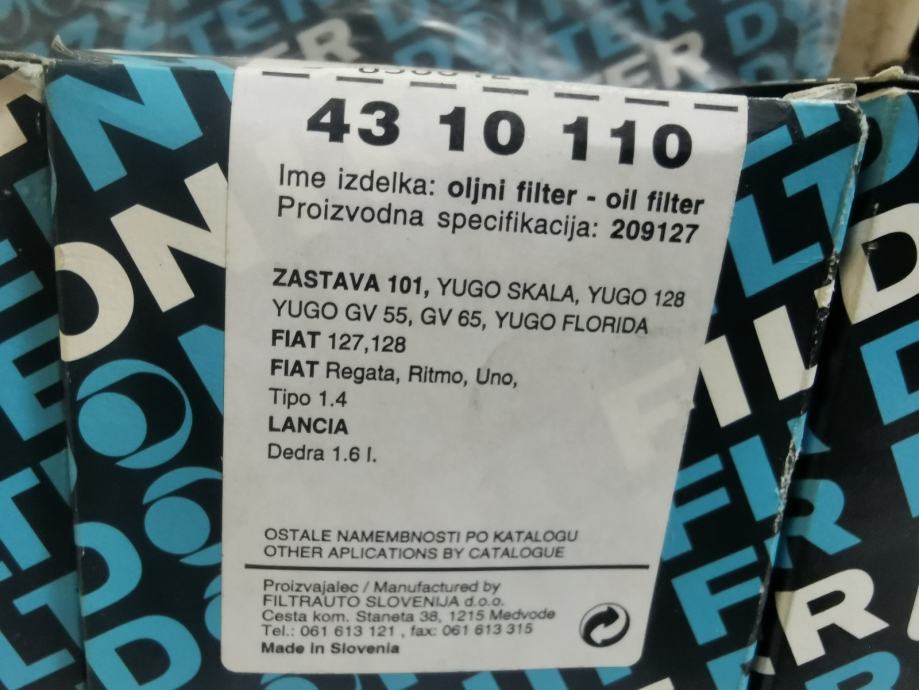 43 10 110
Ime izdelka: oljni filter - oil filter
Proizvodna specifikacija: 209127
ZASTAVA 101, YUGO SKALA, YUGO 128
YUGO GV 55, GV 65, YUGO FLORIDA
FIAT 127,128
FIAT Regata, Ritmo, Uno,
Tipo 1.4
LANCIA
Dedra 1.6 l.
OSTALE NAMEMBNOSTI PO KATALOGU
OTHER APLICATIONS BY CATALOGUE
Proizvajalec / Manufactured by
FILTRAUTO SLOVENIJA d.o.o.
Cesta kom. Staneta 38, 1215 Medvode
Tel.: 061 613 121 , fax: 061 613 315
Made in Slovenia